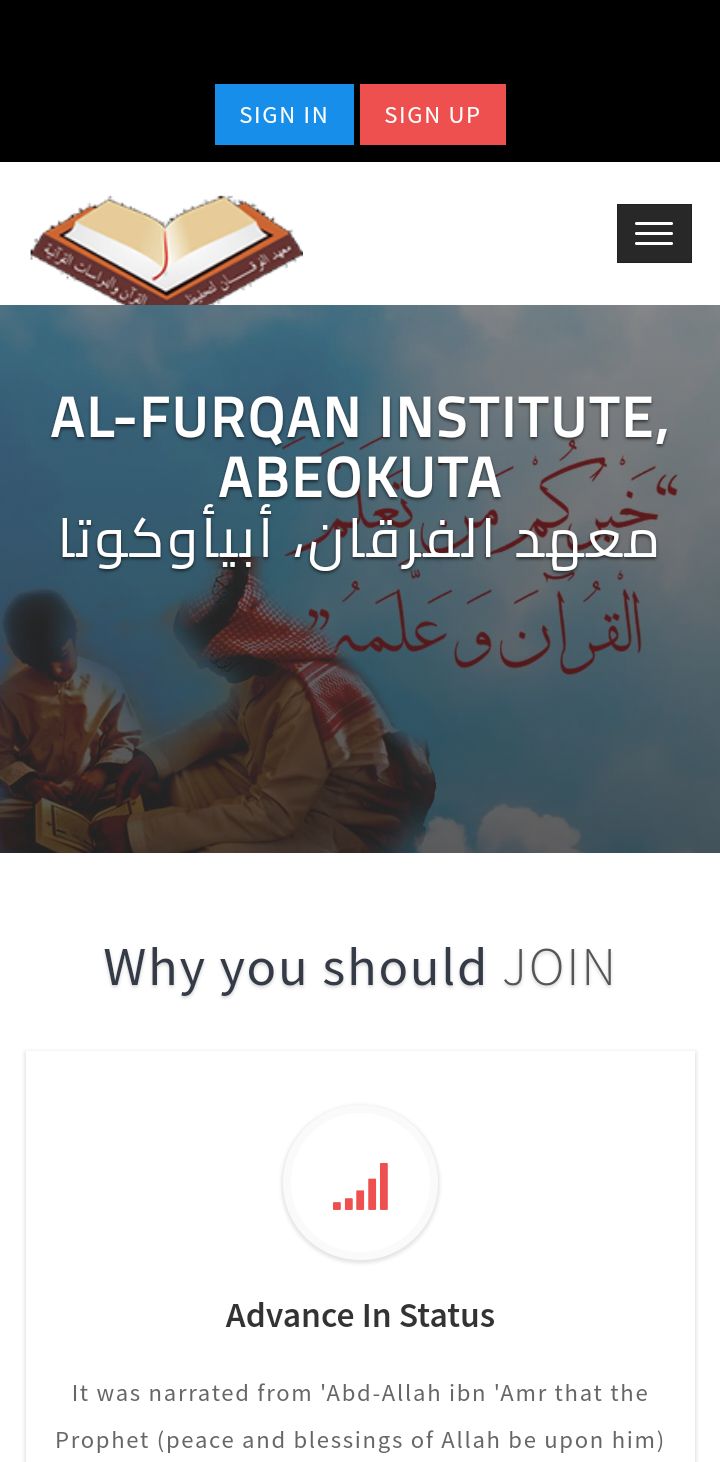 SIGN IN
SIGN UP
معهد الفرقان لتحفيظ
القرآن والدراسات القرآنية
AL-FURQAN INSTITUTE,
ABEOKUTA
معهد الفرقان، أبيأوكوتا
“خيركم من تعلم
القرآن وعلمه”
Why you should JOIN
Advance In Status
It was narrated from 'Abd-Allah ibn 'Amr that the
Prophet (peace and blessings of Allah be upon him)